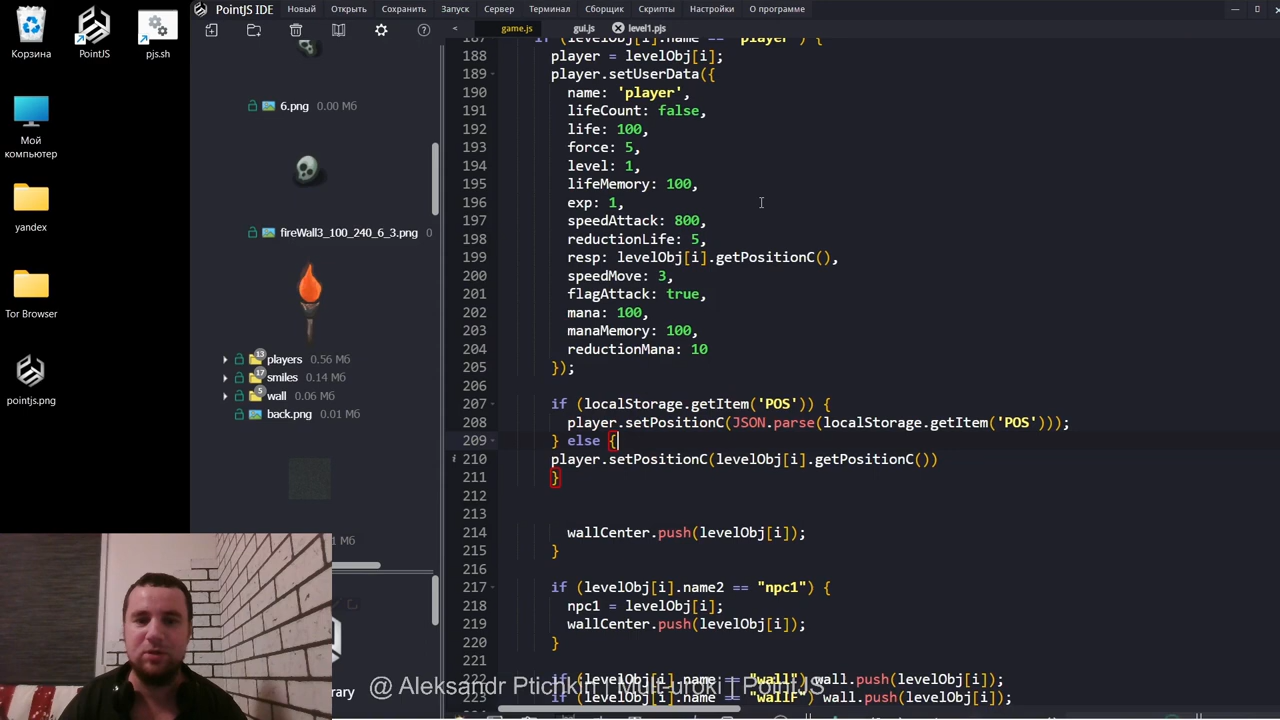 PointJS IDE Новый Открыть Сохранить Запуск Сервер Терминал Сборщик Скрипты Настройки О программе
game.js gui.js level1.pjs
Корзина
PointJS
pjs.sh
Мой компьютер
yandex
Tor Browser
pointjs.png
6.png 0.00 Мб
fireWall3_100_240_6_3.png 0
13 players 0.56 Мб
17 smiles 0.14 Мб
5 wall 0.06 Мб
back.png 0.01 Мб
1 Мб
187 if (levelObj[i].name == "player") {
188 player = levelObj[i];
189 player.setUserData({
190 name: 'player',
191 lifeCount: false,
192 life: 100,
193 force: 5,
194 level: 1,
195 lifeMemory: 100,
196 exp: 1,
197 speedAttack: 800,
198 reductionLife: 5,
199 resp: levelObj[i].getPositionC(),
200 speedMove: 3,
201 flagAttack: true,
202 mana: 100,
203 manaMemory: 100,
204 reductionMana: 10
205 });
206
207 if (localStorage.getItem('POS')) {
208 player.setPositionC(JSON.parse(localStorage.getItem('POS')));
209 } else {
210 player.setPositionC(levelObj[i].getPositionC())
211 }
212
213
214 wallCenter.push(levelObj[i]);
215 }
216
217 if (levelObj[i].name2 == "npc1") {
218 npc1 = levelObj[i];
219 wallCenter.push(levelObj[i]);
220 }
221
222 if (levelObj[i].name == "wall") wall.push(levelObj[i]);
223 if (levelObj[i].name == "wallF") wall.push(levelObj[i]);
@ Aleksandr Ptichkin | Mult-uroki | PointJS